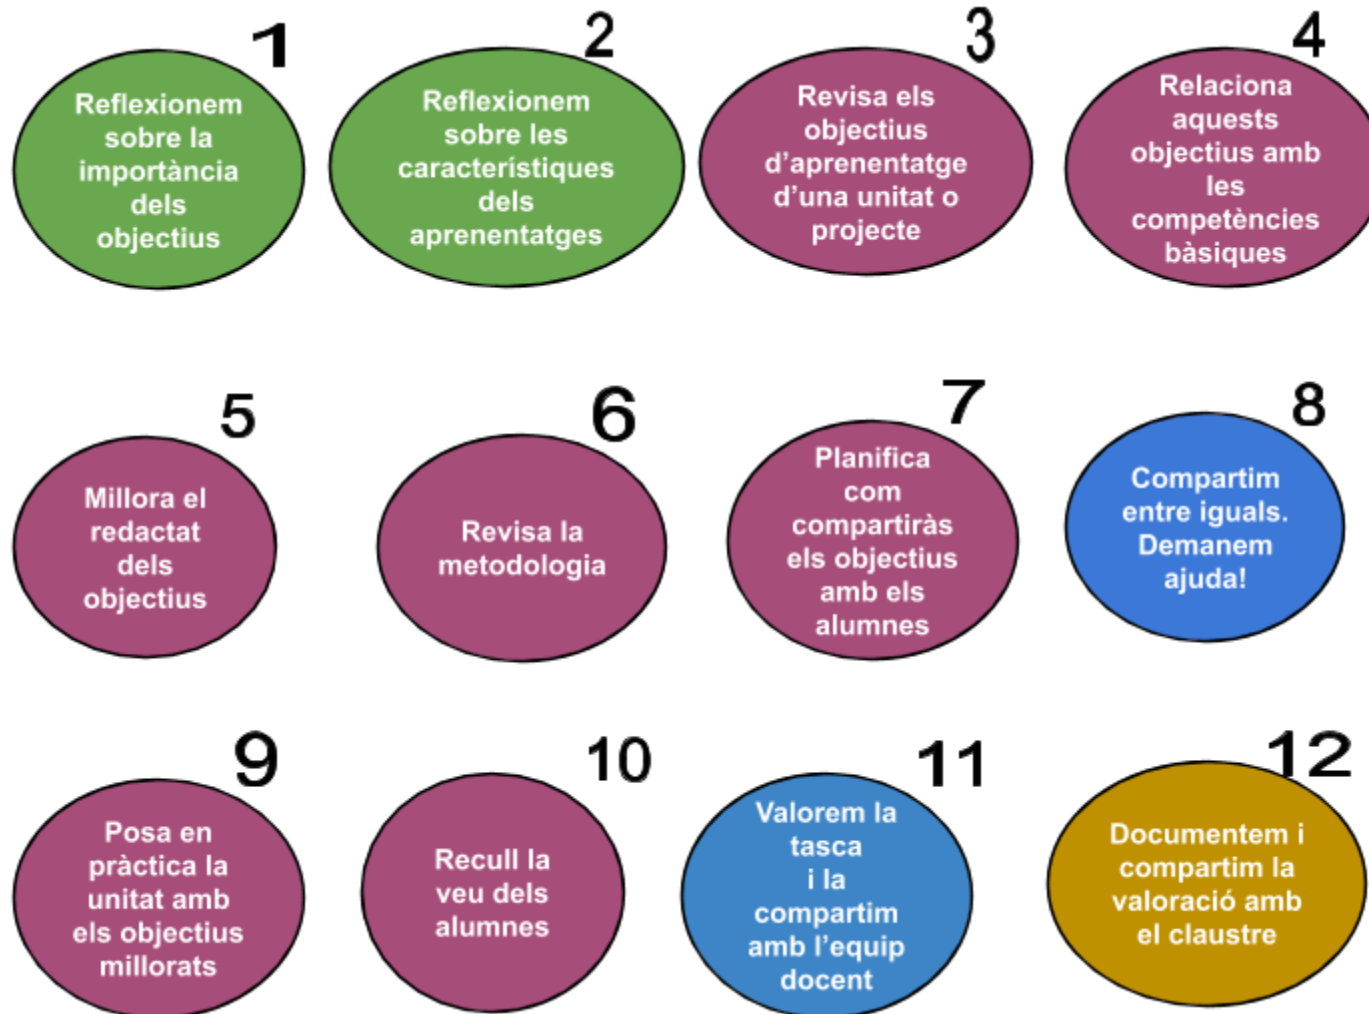 1
Reflexionem
sobre la
importància
dels
objectius
2
Reflexionem
sobre les
característiques
dels
aprenentatges
3
Revisa els
objectius
d'aprenentatge
d'una unitat o
projecte
4
Relaciona
aquests
objectius amb
les
competències
bàsiques
5
Millora el
redactat
dels
objectius
6
Revisa la
metodologia
7
Planifica
com
compartiràs
els objectius
amb els
alumnes
8
Compartim
entre iguals.
Demanem
ajuda!
9
Posa en
pràctica la
unitat amb
els objectius
millorats
10
Recull la
veu dels
alumnes
11
Valorem la
tasca
i la
compartim
amb l'equip
docent
12
Documentem i
compartim la
valoració amb
el claustre